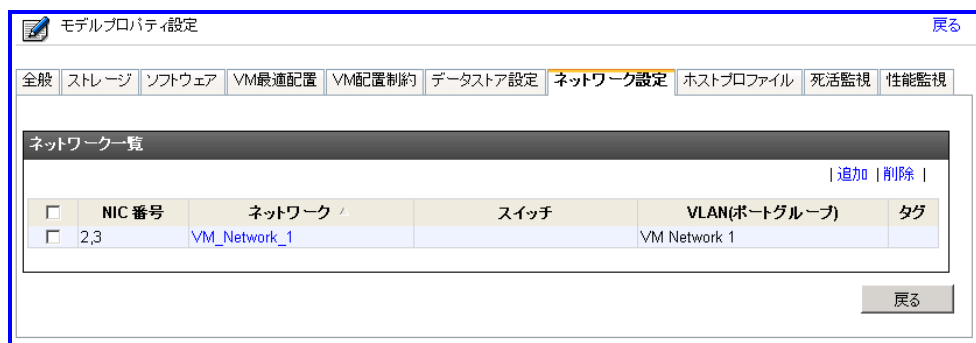 モデルプロパティ設定 戻る
全般 ストレージ ソフトウェア VM最適配置 VM配置制約 データストア設定 ネットワーク設定 ホストプロファイル 死活監視 性能監視
ネットワーク一覧
| 追加 | 削除 |
NIC 番号 ネットワーク スイッチ VLAN(ポートグループ) タグ
2,3 VM_Network_1 VM Network 1
戻る